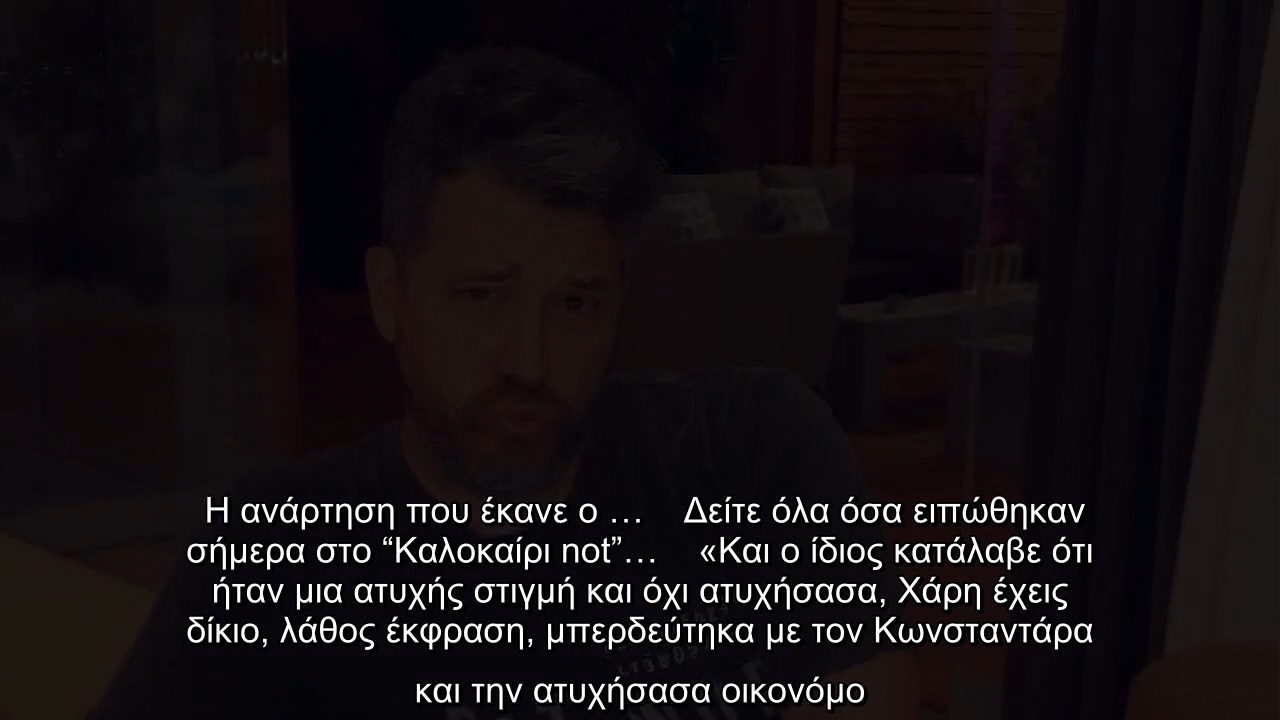 Η ανάρτηση που έκανε ο … Δείτε όλα όσα ειπώθηκαν
σήμερα στο “Καλοκαίρι not”… «Και ο ίδιος κατάλαβε ότι
ήταν μια ατυχής στιγμή και όχι ατυχήσασα, Χάρη έχεις
δίκιο, λάθος έκφραση, μπερδεύτηκα με τον Κωνσταντάρα
και την ατυχήσασα οικονόμο